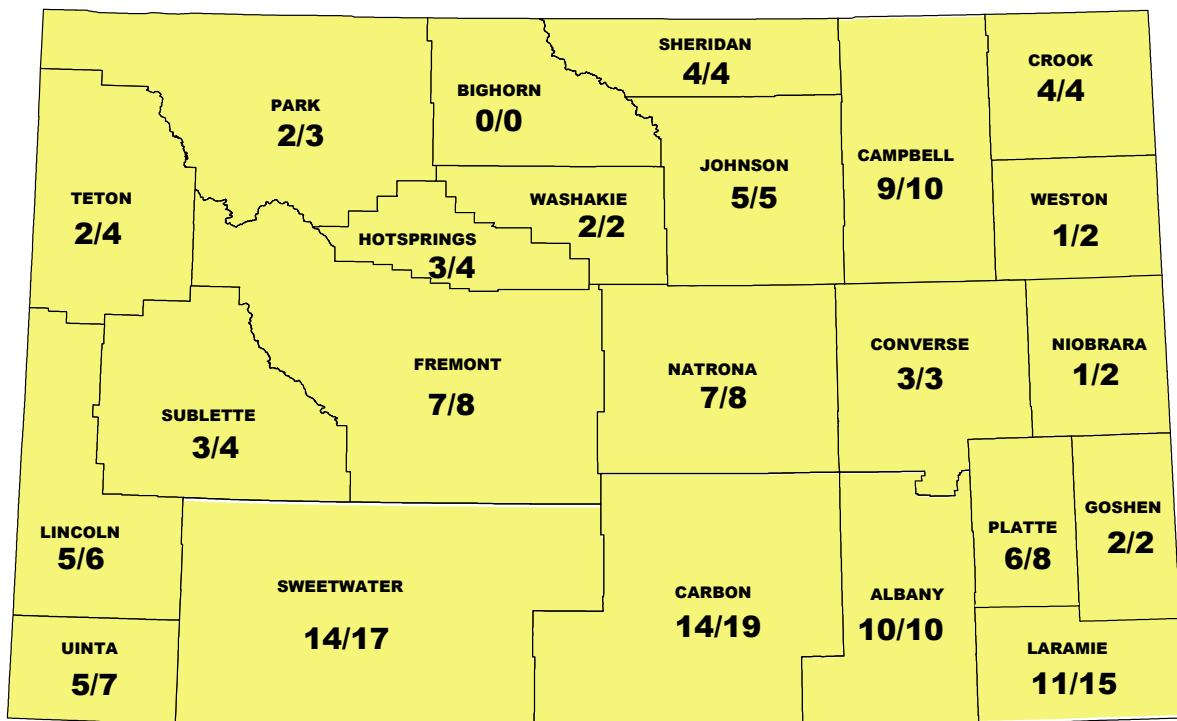 SHERIDAN
4/4
CROOK
4/4
BIGHORN
0/0
PARK
2/3
CAMPBELL
9/10
JOHNSON
5/5
TETON
2/4
WASHAKIE
2/2
WESTON
1/2
HOTSPRINGS
3/4
CONVERSE
3/3
NIOBRARA
1/2
FREMONT
7/8
NATRONA
7/8
SUBLETTE
3/4
GOSHEN
2/2
PLATTE
6/8
LINCOLN
5/6
SWEETWATER
14/17
CARBON
14/19
ALBANY
10/10
UINTA
5/7
LARAMIE
11/15